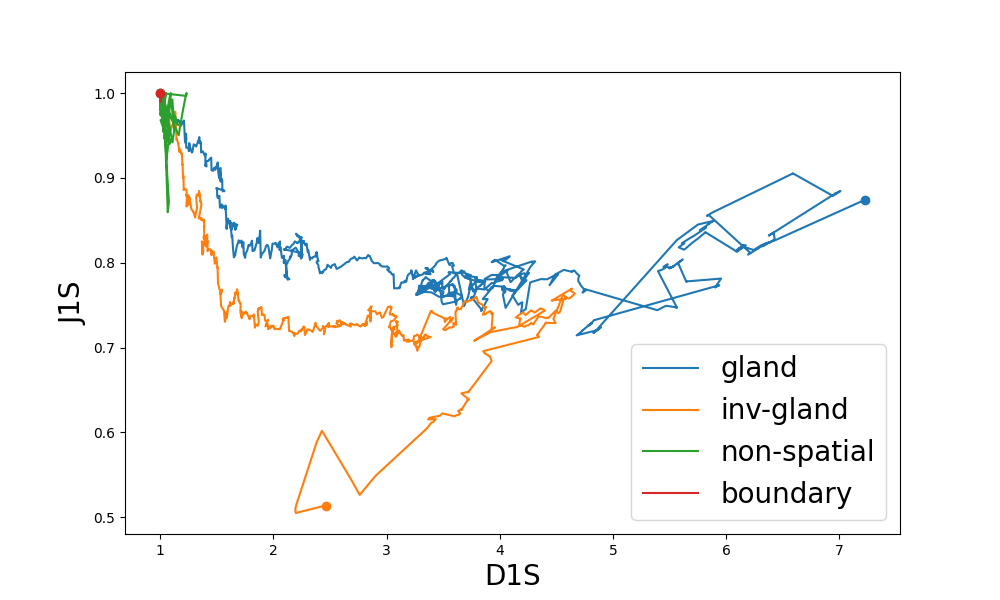 1.0
0.9
0.8
0.7
0.6
0.5
J1S
1 2 3 4 5 6 7
D1S
gland
inv-gland
non-spatial
boundary